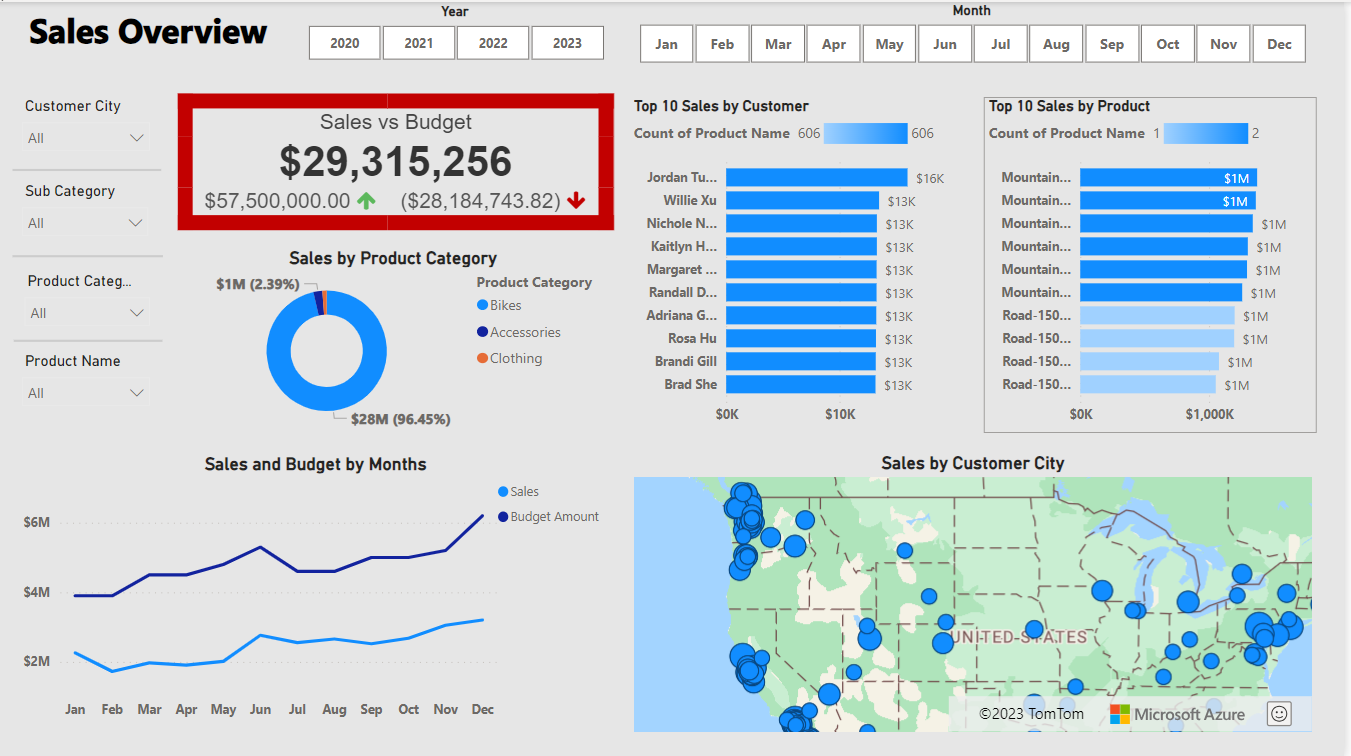 Sales Overview
Year
2020 2021 2022 2023
Month
Jan Feb Mar Apr May Jun Jul Aug Sep Oct Nov Dec
Customer City
All
Sub Category
All
Product Categ...
All
Product Name
All
Sales vs Budget
$29,315,256
$57,500,000.00 ($28,184,743.82)
Sales by Product Category
$1M (2.39%)
$28M (96.45%)
Product Category
Bikes
Accessories
Clothing
Top 10 Sales by Customer
Count of Product Name 606 606
Jordan Tu... $16K
Willie Xu $13K
Nichole N... $13K
Kaitlyn H... $13K
Margaret ... $13K
Randall D... $13K
Adriana G... $13K
Rosa Hu $13K
Brandi Gill $13K
Brad She $13K
$0K $10K
Top 10 Sales by Product
Count of Product Name 1 2
Mountain... $1M
Mountain... $1M
Mountain... $1M
Mountain... $1M
Mountain... $1M
Mountain... $1M
Road-150... $1M
Road-150... $1M
Road-150... $1M
Road-150... $1M
$0K $1,000K
Sales and Budget by Months
Sales
Budget Amount
$6M
$4M
$2M
Jan Feb Mar Apr May Jun Jul Aug Sep Oct Nov Dec
Sales by Customer City
UNITED STATES
©2023 TomTom Microsoft Azure